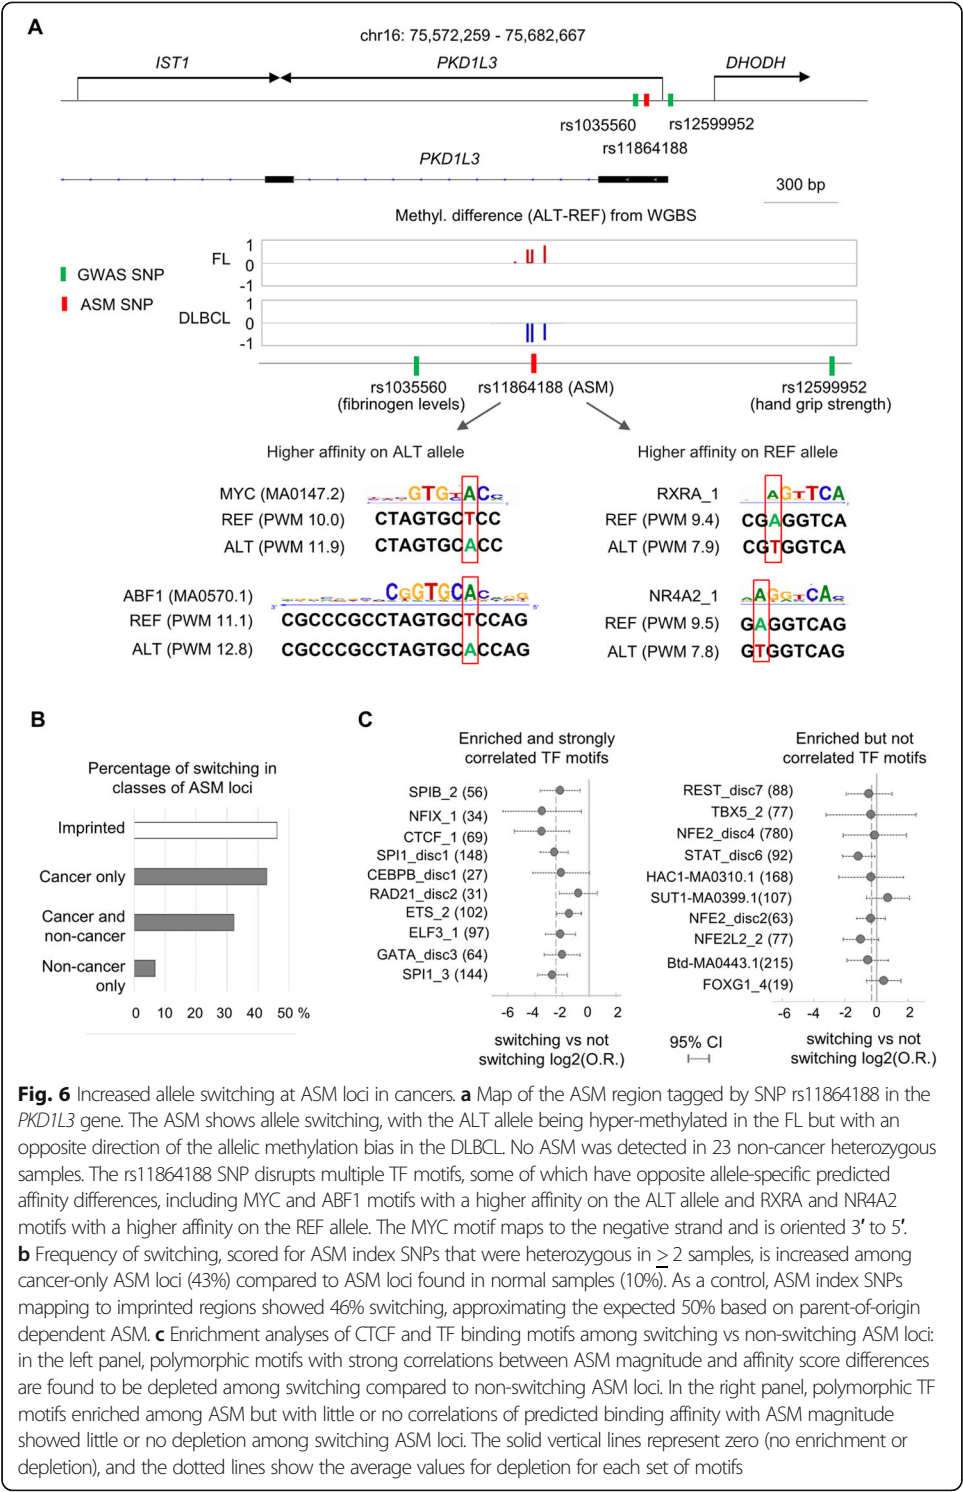 A
chr16: 75,572,259 - 75,682,667
IST1 PKD1L3 DHODH
rs1035560 rs12599952
rs11864188
PKD1L3
300 bp
Methyl. difference (ALT-REF) from WGBS
FL 1 0 -1
GWAS SNP
ASM SNP
DLBCL 1 0 -1
rs1035560 rs11864188 (ASM) rs12599952
(fibrinogen levels) (hand grip strength)
Higher affinity on ALT allele Higher affinity on REF allele
MYC (MA0147.2) GTGTACC
REF (PWM 10.0) CTAGTGCTCC
ALT (PWM 11.9) CTAGTGCACC
RXRA_1 AGTTCA
REF (PWM 9.4) CGAGGTCA
ALT (PWM 7.9) CGTGGTCA
ABF1 (MA0570.1) CGGTGCAC
3' 5'
REF (PWM 11.1) CGCCCGCCTAGTGCTCCAG
ALT (PWM 12.8) CGCCCGCCTAGTGCACCAG
NR4A2_1 AGGTCA
REF (PWM 9.5) GAGGTCAG
ALT (PWM 7.8) GTGGTCAG
B
Percentage of switching in
classes of ASM loci
Imprinted
Cancer only
Cancer and
non-cancer
Non-cancer
only
0 10 20 30 40 50 %
C
Enriched and strongly
correlated TF motifs
SPIB_2 (56)
NFIX_1 (34)
CTCF_1 (69)
SPI1_disc1 (148)
CEBPB_disc1 (27)
RAD21_disc2 (31)
ETS_2 (102)
ELF3_1 (97)
GATA_disc3 (64)
SPI1_3 (144)
-6 -4 -2 0 2
switching vs not
switching log2(O.R.)
95% CI
Enriched but not
correlated TF motifs
REST_disc7 (88)
TBX5_2 (77)
NFE2_disc4 (780)
STAT_disc6 (92)
HAC1-MA0310.1 (168)
SUT1-MA0399.1(107)
NFE2_disc2(63)
NFE2L2_2 (77)
Btd-MA0443.1(215)
FOXG1_4(19)
-6 -4 -2 0 2
switching vs not
switching log2(O.R.)
Fig. 6 Increased allele switching at ASM loci in cancers. a Map of the ASM region tagged by SNP rs11864188 in the
PKD1L3 gene. The ASM shows allele switching, with the ALT allele being hyper-methylated in the FL but with an
opposite direction of the allelic methylation bias in the DLBCL. No ASM was detected in 23 non-cancer heterozygous
samples. The rs11864188 SNP disrupts multiple TF motifs, some of which have opposite allele-specific predicted
affinity differences, including MYC and ABF1 motifs with a higher affinity on the ALT allele and RXRA and NR4A2
motifs with a higher affinity on the REF allele. The MYC motif maps to the negative strand and is oriented 3′ to 5′.
b Frequency of switching, scored for ASM index SNPs that were heterozygous in > 2 samples, is increased among
cancer-only ASM loci (43%) compared to ASM loci found in normal samples (10%). As a control, ASM index SNPs
mapping to imprinted regions showed 46% switching, approximating the expected 50% based on parent-of-origin
dependent ASM. c Enrichment analyses of CTCF and TF binding motifs among switching vs non-switching ASM loci:
in the left panel, polymorphic motifs with strong correlations between ASM magnitude and affinity score differences
are found to be depleted among switching compared to non-switching ASM loci. In the right panel, polymorphic TF
motifs enriched among ASM but with little or no correlations of predicted binding affinity with ASM magnitude
showed little or no depletion among switching ASM loci. The solid vertical lines represent zero (no enrichment or
depletion), and the dotted lines show the average values for depletion for each set of motifs